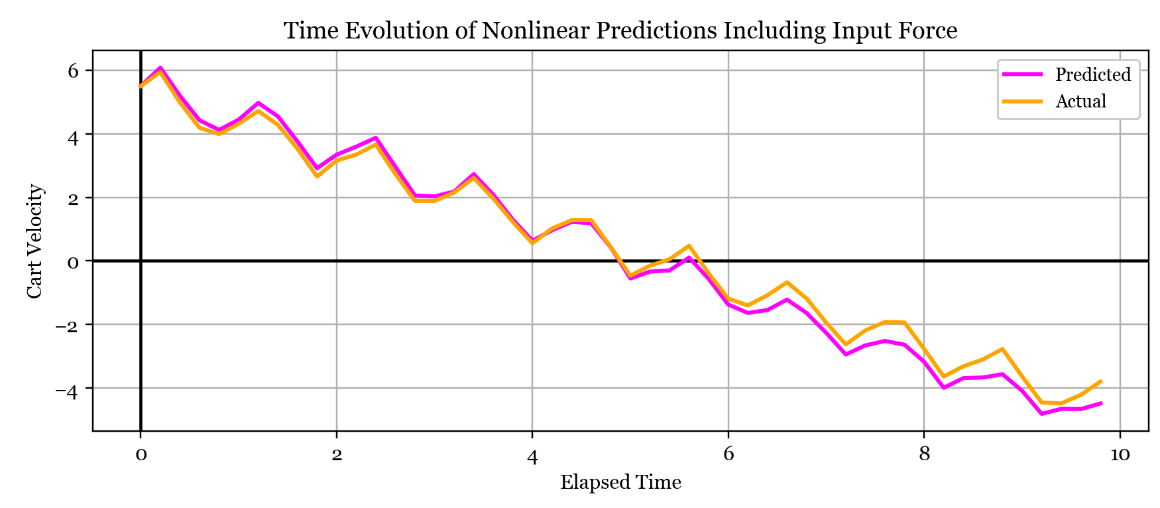 Time Evolution of Nonlinear Predictions Including Input Force
Predicted
Actual
Cart Velocity
6
4
2
0
−2
−4
0 2 4 6 8 10
Elapsed Time